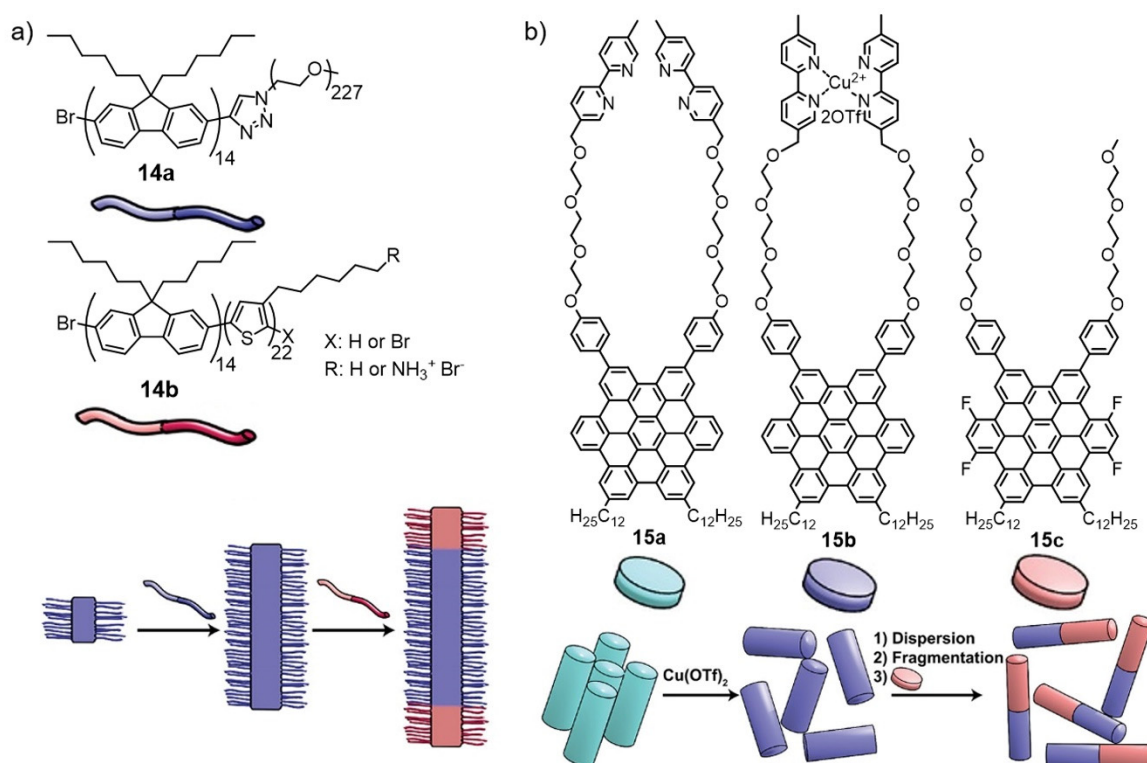 a)
Br
14
N
N=N
O
227
14a
Br
14
S
22
X
R
X: H or Br
R: H or NH₃⁺ Br⁻
14b
b)
N
N
N
N
O
O
O
O
O
O
O
O
H₂₅C₁₂
C₁₂H₂₅
15a
N
N
Cu²⁺
N
N
2OTf
O
O
O
O
O
O
O
O
H₂₅C₁₂
C₁₂H₂₅
15b
O
O
O
O
O
O
O
O
F
F
F
F
H₂₅C₁₂
C₁₂H₂₅
15c
Cu(OTf)₂
1) Dispersion
2) Fragmentation
3)